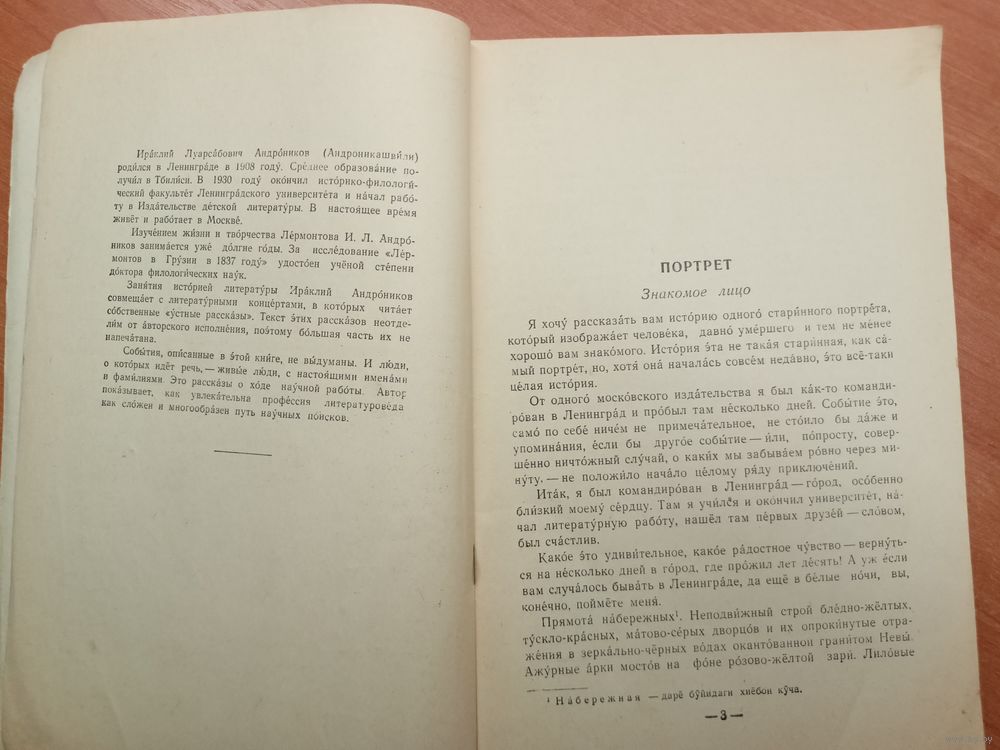 Ира́клий Луарса́бович Андро́ников (Андроникашви́ли)
роди́лся в Ленингра́де в 1908 году́. Сре́днее образова́ние по-
лучи́л в Тбили́си. В 1930 году́ око́нчил исто́рико-филологи́-
ческий факульте́т Ленингра́дского университе́та и на́чал рабо́-
ту в Изда́тельстве де́тской литерату́ры. В настоя́щее вре́мя
живёт и рабо́тает в Москве́.
Изуче́нием жи́зни и тво́рчества Ле́рмонтова И. Л. Андро́-
ников занима́ется уже́ до́лгие го́ды. За иссле́дование «Ле́р-
монтов в Гру́зии в 1837 году́» удосто́ен учёной сте́пени
до́ктора филологи́ческих нау́к.
Заня́тия исто́рией литерату́ры Ира́клий Андро́ников
совмеща́ет с литерату́рными конце́ртами, в кото́рых чита́ет
со́бственные «у́стные расска́зы». Текст э́тих расска́зов неотде-
ли́м от а́вторского исполне́ния, поэ́тому бо́льшая часть их не
напеча́тана.
Собы́тия, опи́санные в э́той кни́ге, не вы́думаны. И лю́ди,
о кото́рых идёт речь, — живы́е лю́ди, с настоя́щими имена́ми
и фами́лиями. Это расска́зы о хо́де нау́чной рабо́ты. Автор
пока́зывает, как увлека́тельна профе́ссия литературове́да
как сло́жен и многообра́зен путь нау́чных по́исков.
ПОРТРЕТ
Знакомое лицо
Я хочу́ рассказа́ть вам исто́рию одного́ стари́нного портре́та,
кото́рый изобража́ет челове́ка, давно́ уме́ршего и тем не ме́нее
хорошо́ вам знако́мого. Исто́рия э́та не така́я стари́нная, как са́-
мый портре́т, но, хотя́ она́ начала́сь совсе́м неда́вно, э́то всё-таки
це́лая исто́рия.
От одного́ моско́вского изда́тельства я был ка́к-то команди-
ро́ван в Ленингра́д и про́был там не́сколько дней. Собы́тие э́то,
само́ по себе́ ниче́м не примеча́тельное, не сто́ило бы да́же и
упомина́ния, е́сли бы друго́е собы́тие — и́ли, по́просту, совер-
ше́нно ничто́жный слу́чай, о каки́х мы забыва́ем ро́вно через ми-
ну́ту. — не положи́ло нача́ло це́лому ря́ду приключе́ний.
Ита́к, я был командиро́ван в Ленингра́д — го́род, осо́бенно
бли́зкий моему́ се́рдцу. Там я учи́лся и око́нчил университе́т, на́-
чал литерату́рную рабо́ту, нашёл там пе́рвых друзе́й — сло́вом,
был сча́стлив.
Како́е э́то удиви́тельное, како́е ра́достное чу́вство — верну́ть-
ся на не́сколько дней в го́род, где про́жил лет де́сять! А уж е́сли
вам случа́лось быва́ть в Ленингра́де, да ещё в бе́лые но́чи, вы,
коне́чно, поймёте меня́.
Прямота́ на́бережных¹. Неподви́жный строй бле́дно-жёлтых,
ту́скло-кра́сных, ма́тово-се́рых дворцо́в и их опроки́нутые отра-
же́ния в зерка́льно-чёрных во́дах оканто́ванной грани́том Невы́
Ажу́рные а́рки мосто́в на фо́не ро́зово-жёлтой зари́. Лило́вые
¹ На́бережная — дарё бӯйидаги хиёбон кӯча.
— 3 —